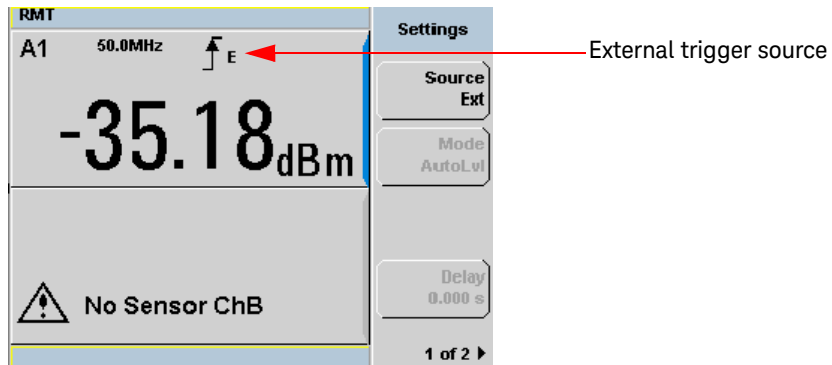 RMT
A1 50.0MHz E
-35.18dBm
No Sensor ChB
Settings
Source
Ext
Mode
AutoLvl
Delay
0.000 s
1 of 2
External trigger source